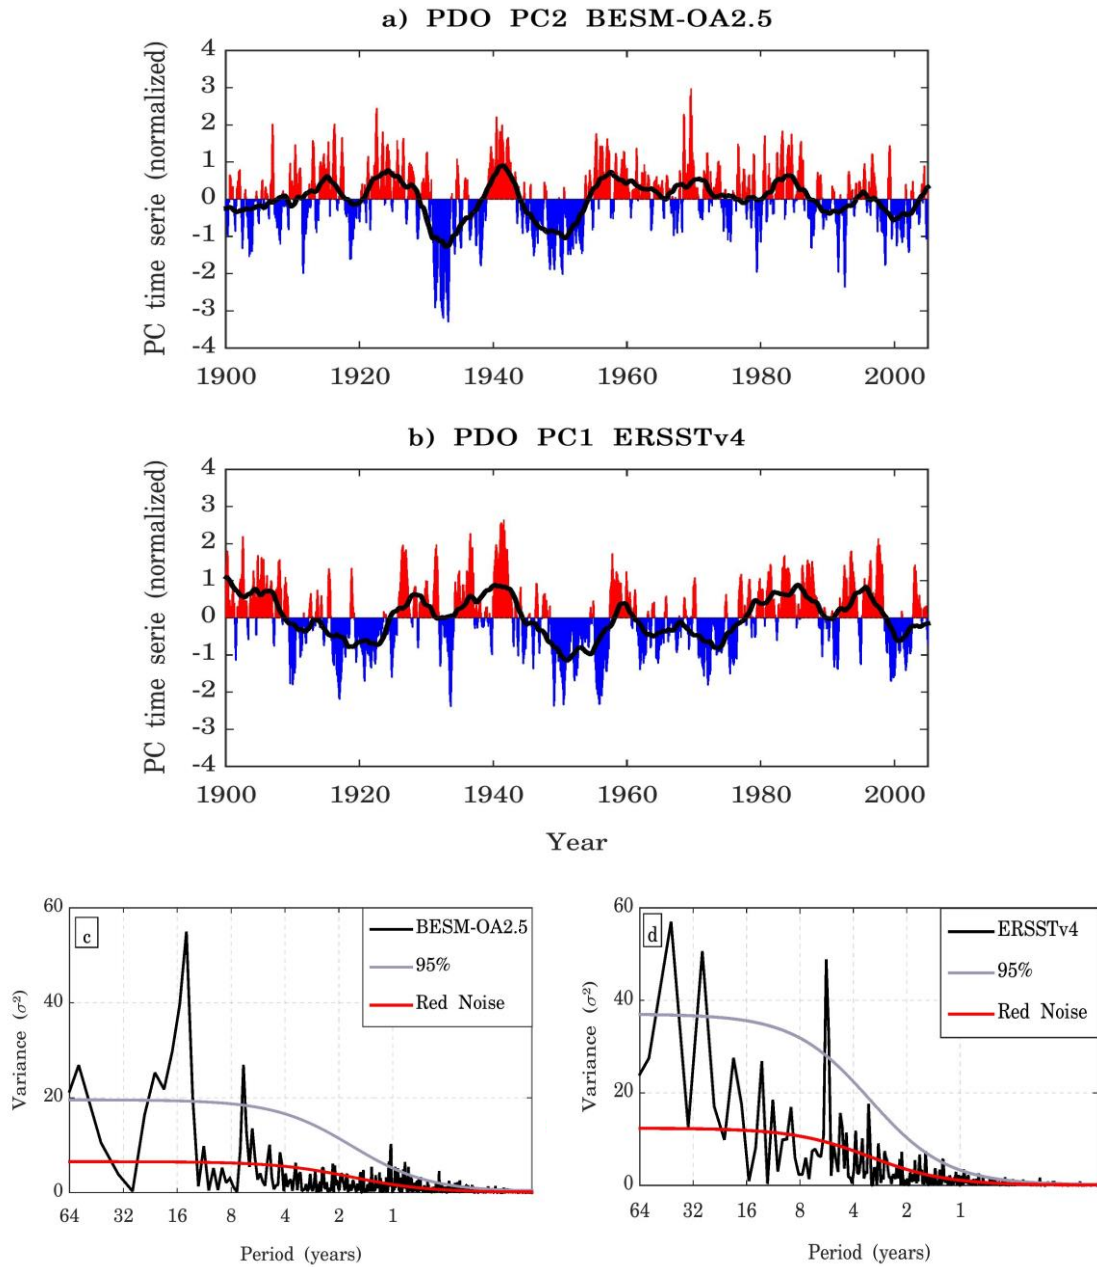 a) PDO PC2 BESM-OA2.5
PC time serie (normalized)
4
3
2
1
0
-1
-2
-3
-4
1900 1920 1940 1960 1980 2000
b) PDO PC1 ERSSTv4
PC time serie (normalized)
4
3
2
1
0
-1
-2
-3
-4
1900 1920 1940 1960 1980 2000
Year
c
BESM-OA2.5
95%
Red Noise
Variance (σ²)
60
40
20
0
64 32 16 8 4 2 1
Period (years)
d
ERSSTv4
95%
Red Noise
Variance (σ²)
60
40
20
0
64 32 16 8 4 2 1
Period (years)